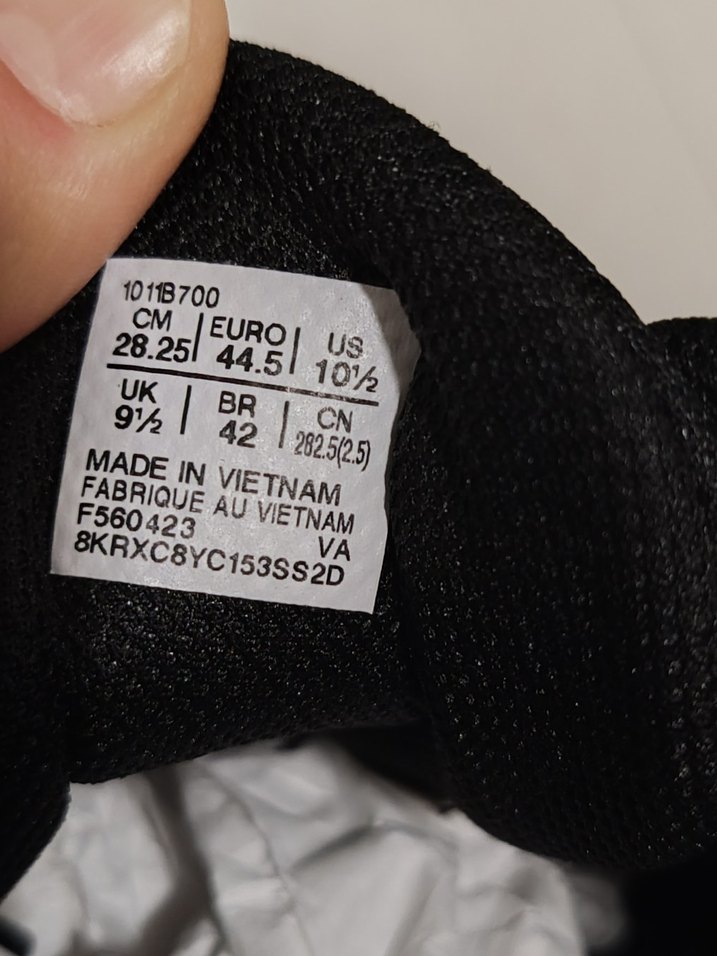 1011B700
CM | EURO | US
28.25 | 44.5 | 10½
UK | BR | CN
9½ | 42 | 282.5(2.5)
MADE IN VIETNAM
FABRIQUE AU VIETNAM
F560423 VA
8KRXC8YC153SS2D